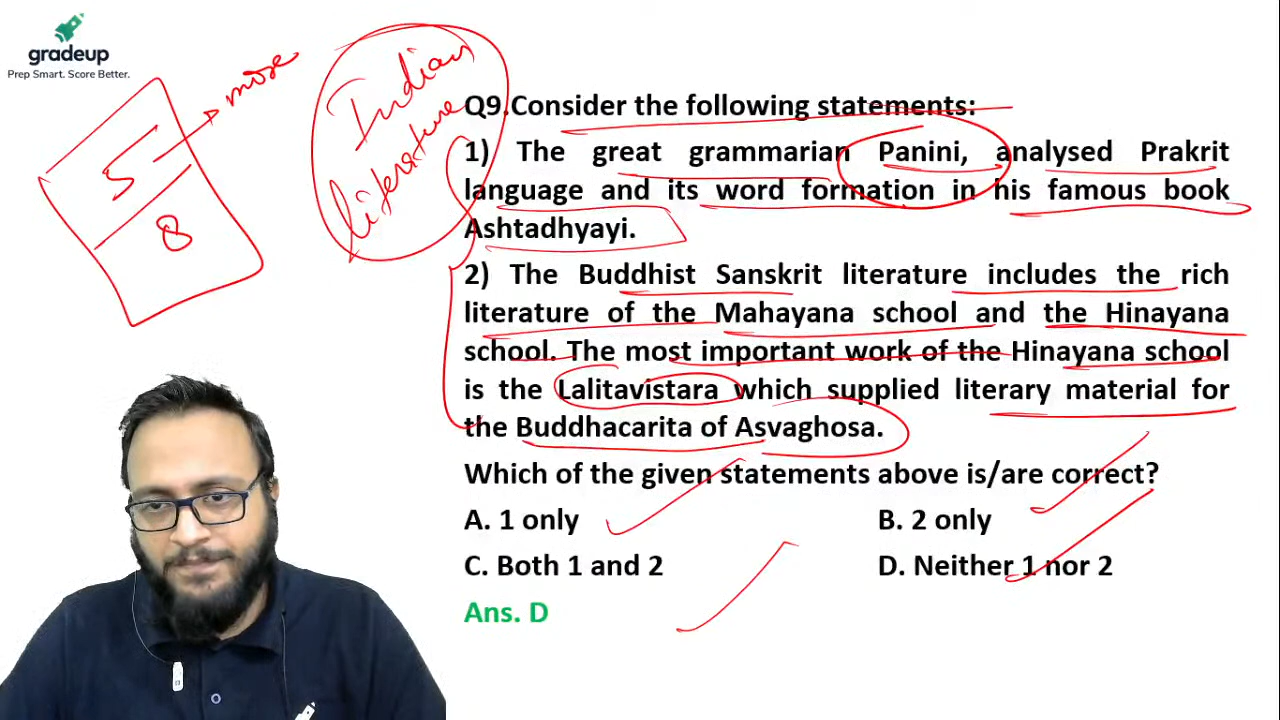 gradeup
Prep Smart. Score Better.
more
5
8
Indian
literature
Q9.Consider the following statements:
1) The great grammarian Panini, analysed Prakrit
language and its word formation in his famous book
Ashtadhyayi.
2) The Buddhist Sanskrit literature includes the rich
literature of the Mahayana school and the Hinayana
school. The most important work of the Hinayana school
is the Lalitavistara which supplied literary material for
the Buddhacarita of Asvaghosa.
Which of the given statements above is/are correct?
A. 1 only B. 2 only
C. Both 1 and 2 D. Neither 1 nor 2
Ans. D